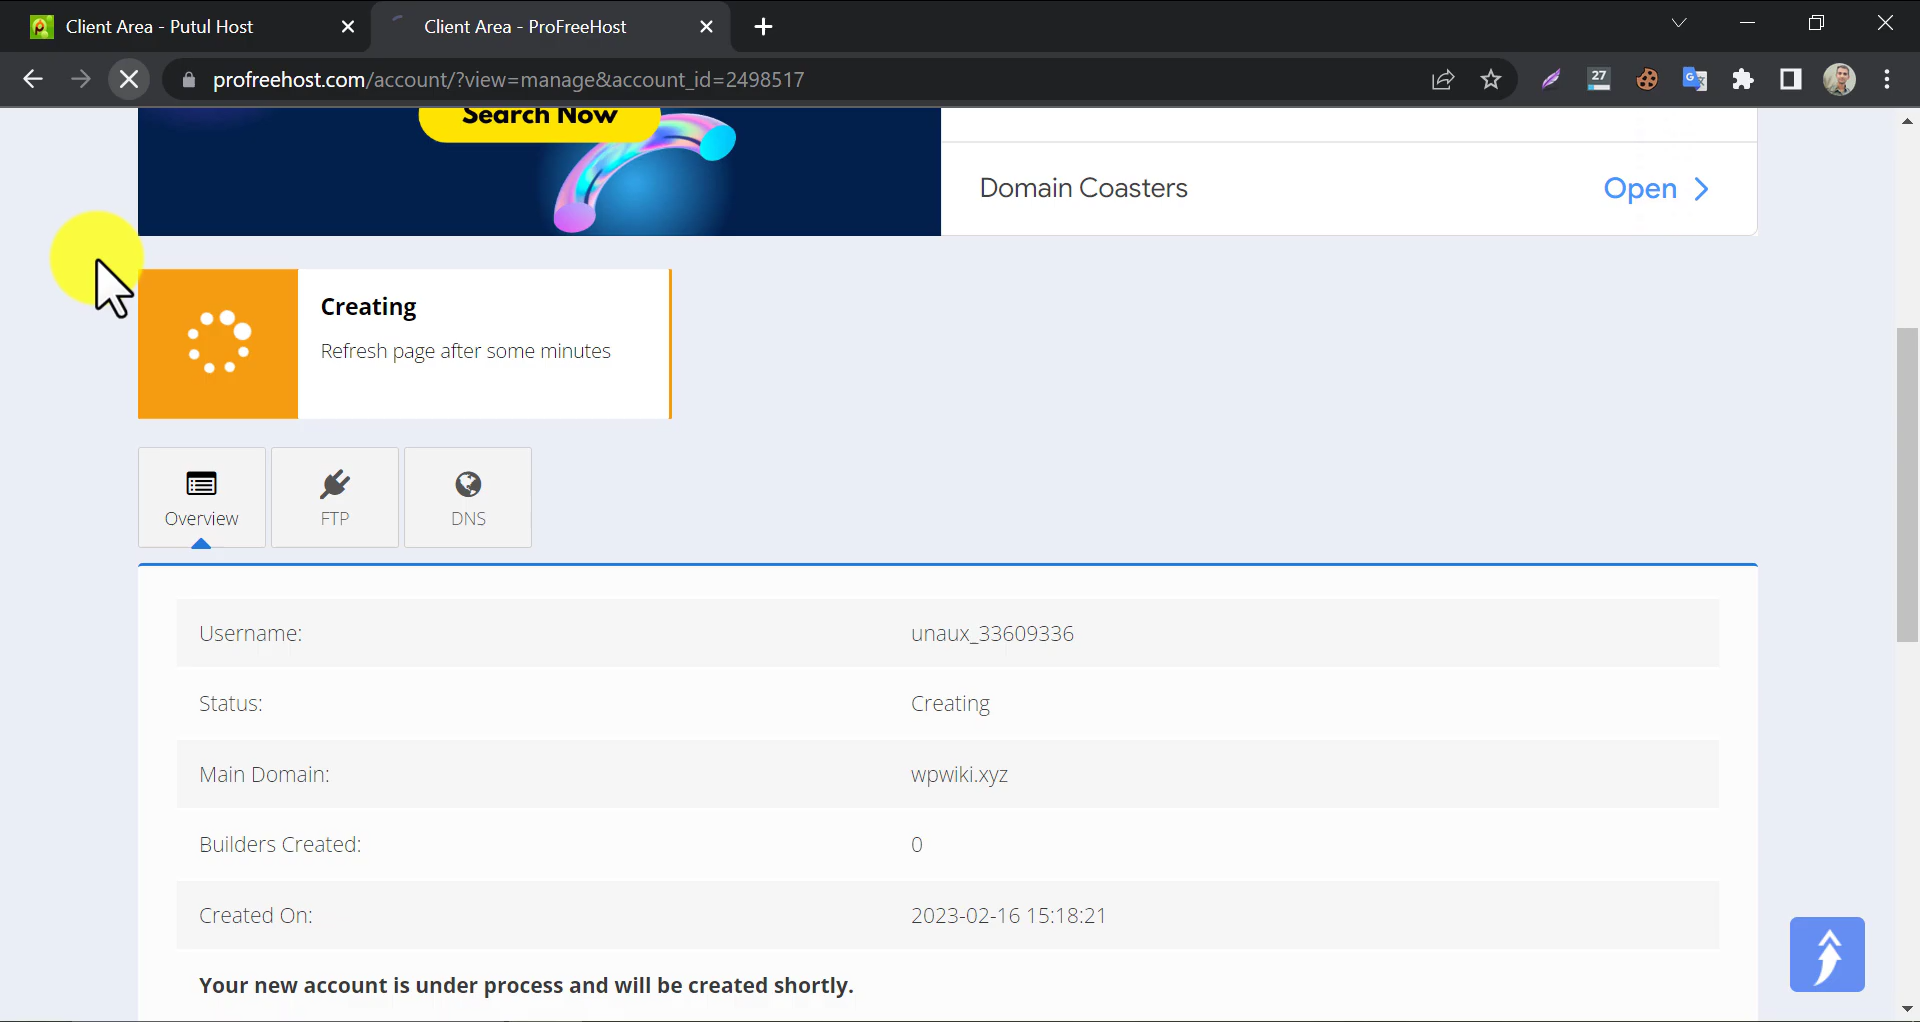 Client Area - Putul Host
Client Area - ProFreeHost
profreehost.com/account/?view=manage&account_id=2498517
27
Search Now
Domain Coasters
Open
Creating
Refresh page after some minutes
Overview
FTP
DNS
Username:
unaux_33609336
Status:
Creating
Main Domain:
wpwiki.xyz
Builders Created:
0
Created On:
2023-02-16 15:18:21
Your new account is under process and will be created shortly.